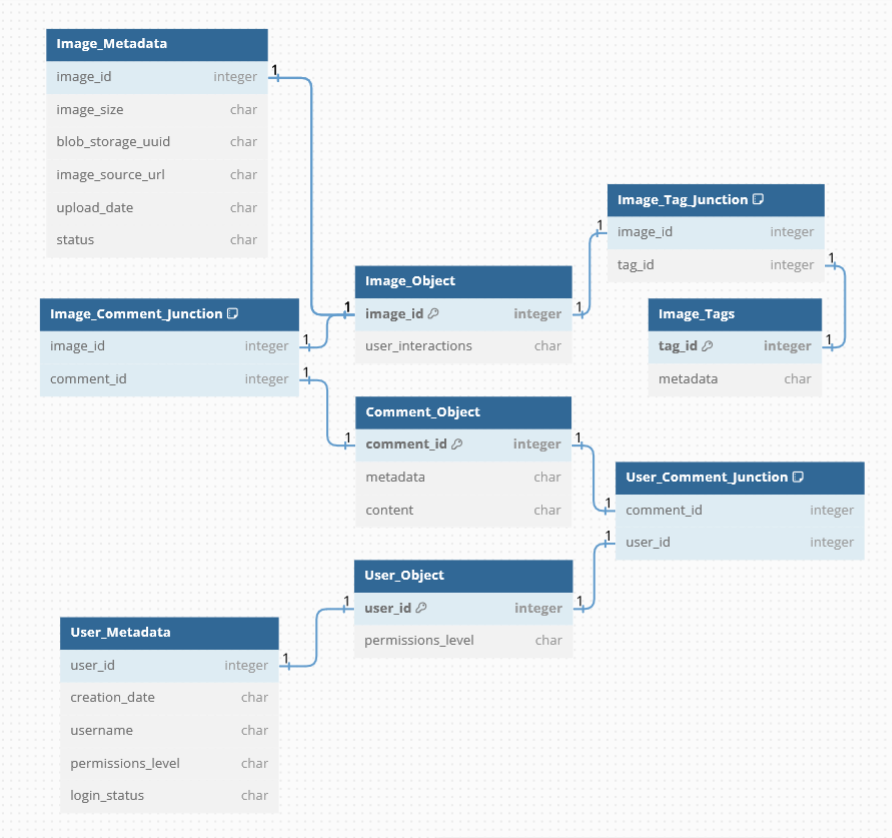 Image_Metadata
image_id integer
image_size char
blob_storage_uuid char
image_source_url char
upload_date char
status char
1
Image_Tag_Junction
image_id integer
tag_id integer
1
1
Image_Object
image_id integer
user_interactions char
1
1
Image_Comment_Junction
image_id integer
comment_id integer
1
1
Image_Tags
tag_id integer
metadata char
1
Comment_Object
comment_id integer
metadata char
content char
1
1
User_Comment_Junction
comment_id integer
user_id integer
1
1
User_Object
user_id integer
permissions_level char
1
1
User_Metadata
user_id integer
creation_date char
username char
permissions_level char
login_status char
1